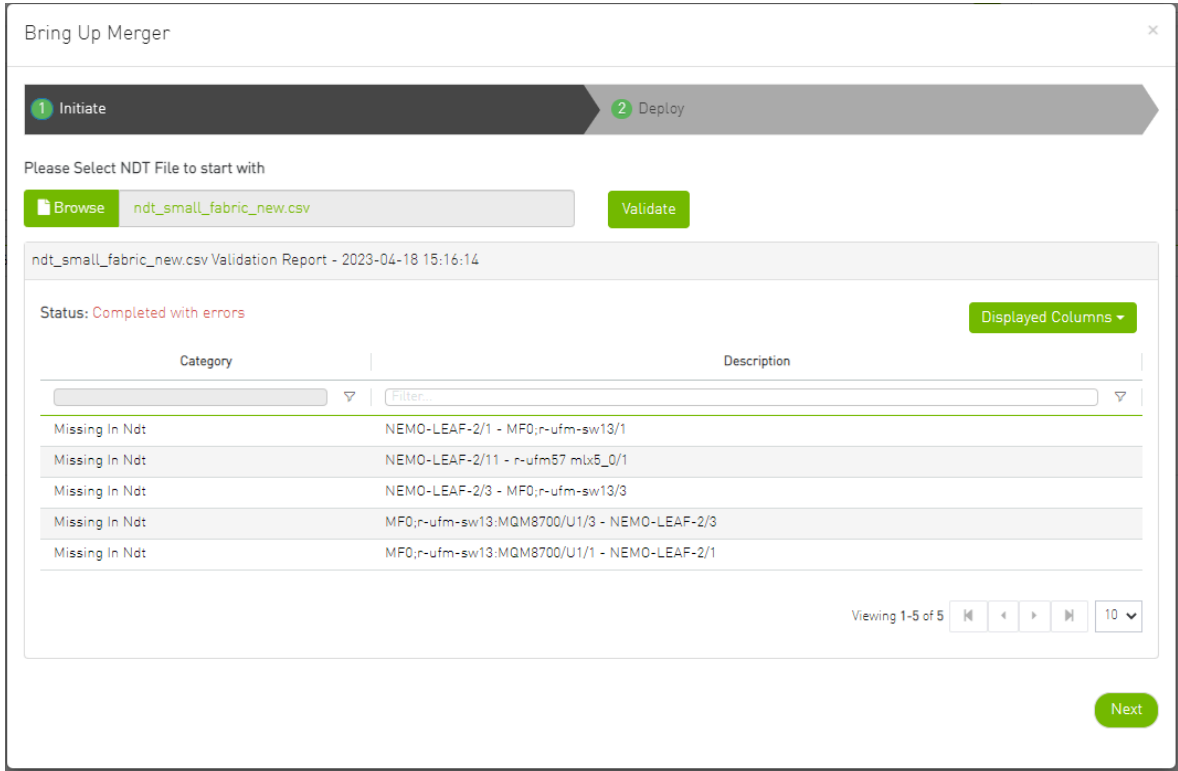 Bring Up Merger
×
1 Initiate
2 Deploy
Please Select NDT File to start with
Browse ndt_small_fabric_new.csv Validate
ndt_small_fabric_new.csv Validation Report - 2023-04-18 15:16:14
Status: Completed with errors
Displayed Columns
Category Description
Filter...
Missing In Ndt NEMO-LEAF-2/1 - MF0;r-ufm-sw13/1
Missing In Ndt NEMO-LEAF-2/11 - r-ufm57 mlx5_0/1
Missing In Ndt NEMO-LEAF-2/3 - MF0;r-ufm-sw13/3
Missing In Ndt MF0;r-ufm-sw13:MQM8700/U1/3 - NEMO-LEAF-2/3
Missing In Ndt MF0;r-ufm-sw13:MQM8700/U1/1 - NEMO-LEAF-2/1
Viewing 1-5 of 5 10
Next